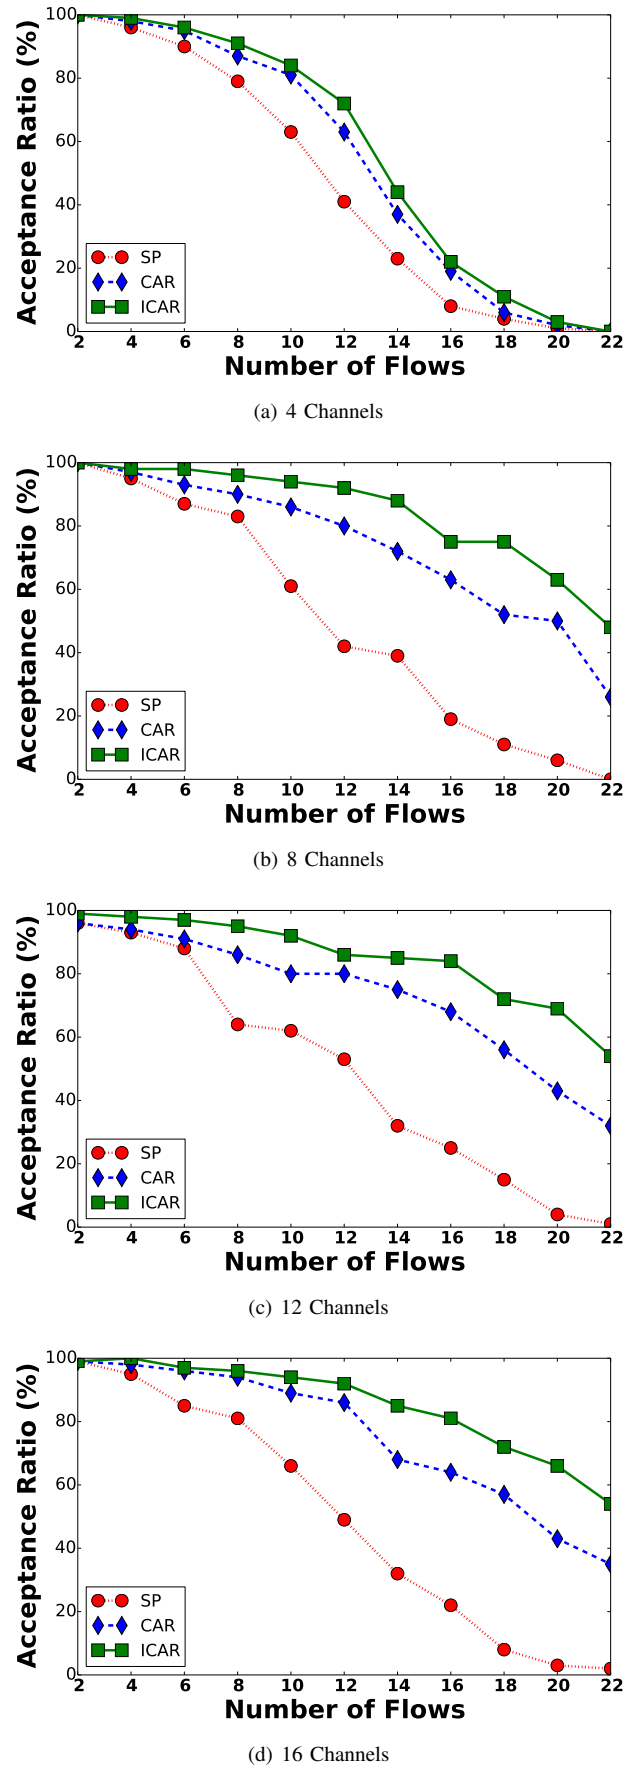 100
80
60
40
20
0
Acceptance Ratio (%)
SP
CAR
ICAR
2 4 6 8 10 12 14 16 18 20 22
Number of Flows
(a) 4 Channels
100
80
60
40
20
0
Acceptance Ratio (%)
SP
CAR
ICAR
2 4 6 8 10 12 14 16 18 20 22
Number of Flows
(b) 8 Channels
100
80
60
40
20
0
Acceptance Ratio (%)
SP
CAR
ICAR
2 4 6 8 10 12 14 16 18 20 22
Number of Flows
(c) 12 Channels
100
80
60
40
20
0
Acceptance Ratio (%)
SP
CAR
ICAR
2 4 6 8 10 12 14 16 18 20 22
Number of Flows
(d) 16 Channels